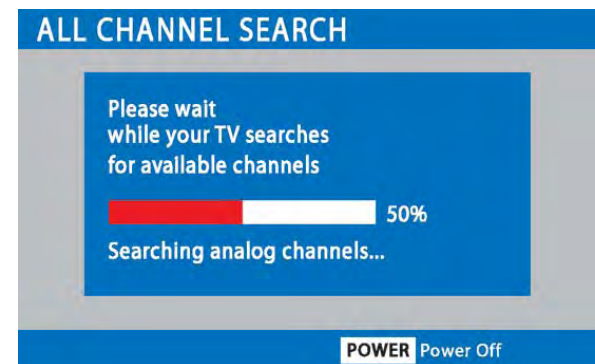 ALL CHANNEL SEARCH
Please wait
while your TV searches
for available channels
50%
Searching analog channels...
POWER Power Off